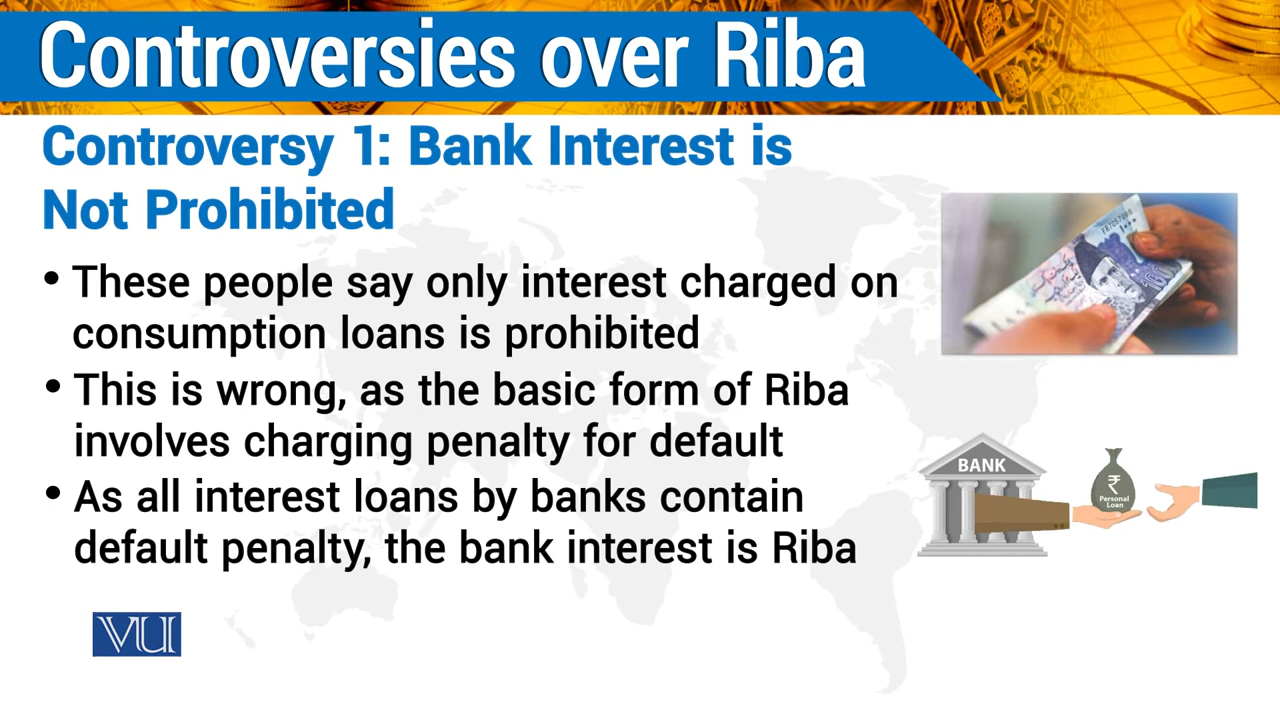 Controversies over Riba
Controversy 1: Bank Interest is
Not Prohibited
• These people say only interest charged on
consumption loans is prohibited
• This is wrong, as the basic form of Riba
involves charging penalty for default
• As all interest loans by banks contain
default penalty, the bank interest is Riba
BANK
₹
Personal
Loan
VU